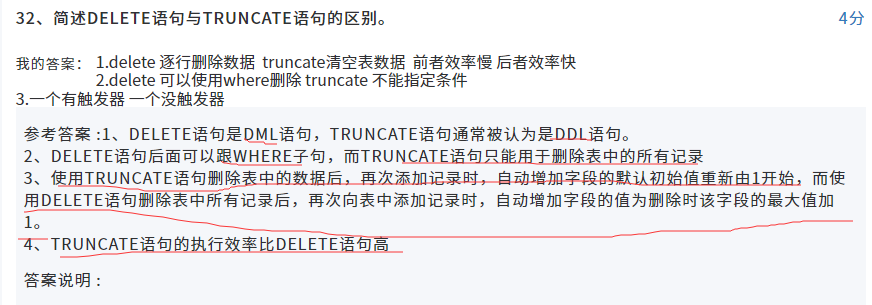 32、简述DELETE语句与TRUNCATE语句的区别。 4分
我的答案: 1.delete 逐行删除数据 truncate清空表数据 前者效率慢 后者效率快
2.delete 可以使用where删除 truncate 不能指定条件
3.一个有触发器 一个没触发器
参考答案 :1、DELETE语句是DML语句，TRUNCATE语句通常被认为是DDL语句。
2、DELETE语句后面可以跟WHERE子句，而TRUNCATE语句只能用于删除表中的所有记录
3、使用TRUNCATE语句删除表中的数据后，再次添加记录时，自动增加字段的默认初始值重新由1开始，而使
用DELETE语句删除表中所有记录后，再次向表中添加记录时，自动增加字段的值为删除时该字段的最大值加
1。
4、TRUNCATE语句的执行效率比DELETE语句高
答案说明 :